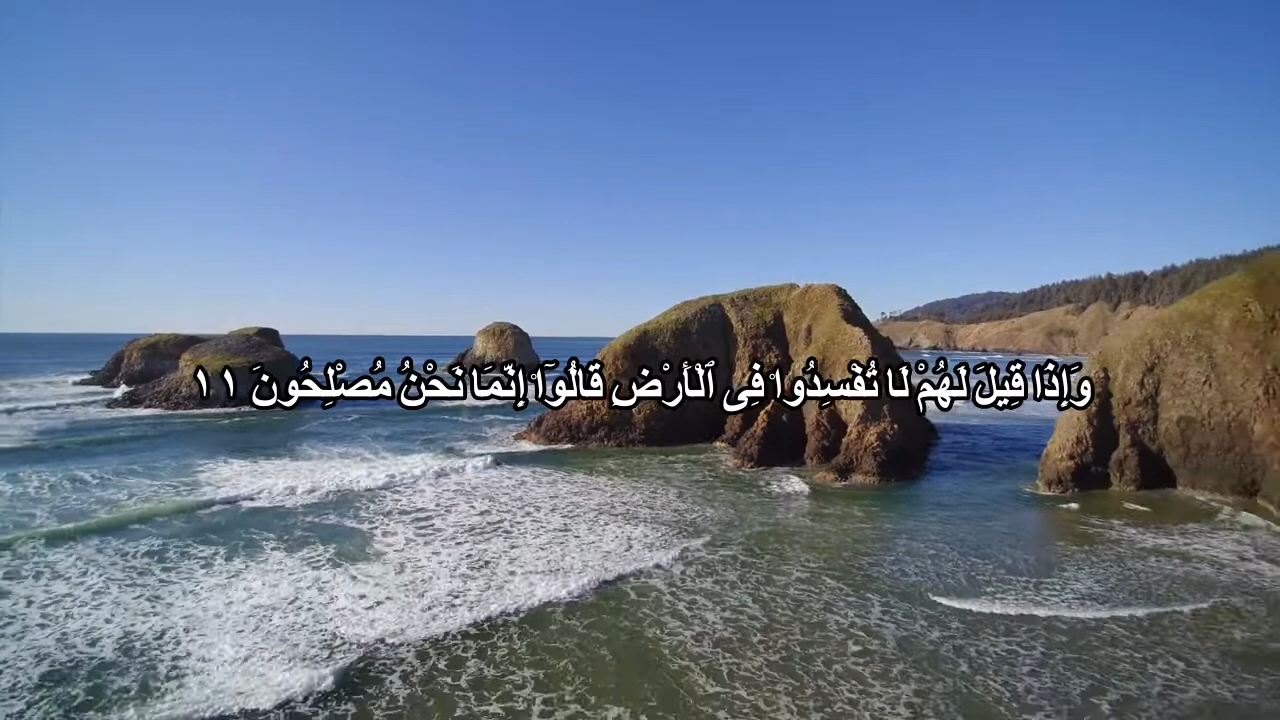 وَإِذَا قِيلَ لَهُمْ لَا تُفْسِدُوا۟ فِى ٱلْأَرْضِ قَالُوٓا۟ إِنَّمَا نَحْنُ مُصْلِحُونَ ١١